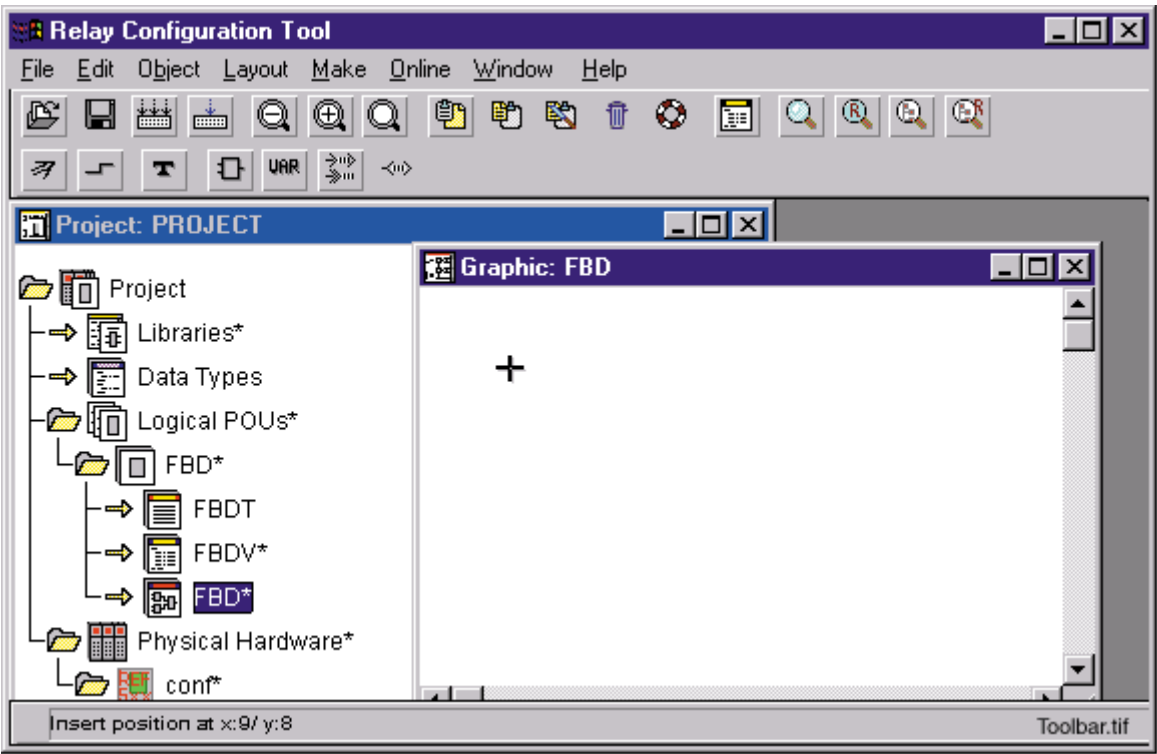 Relay Configuration Tool
File Edit Object Layout Make Online Window Help
R R
T VAR
Project: PROJECT
Graphic: FBD
Project
Libraries*
Data Types
Logical POUs*
FBD*
FBDT
FBDV*
FBD*
Physical Hardware*
conf*
Insert position at x:9/ y:8
Toolbar.tif